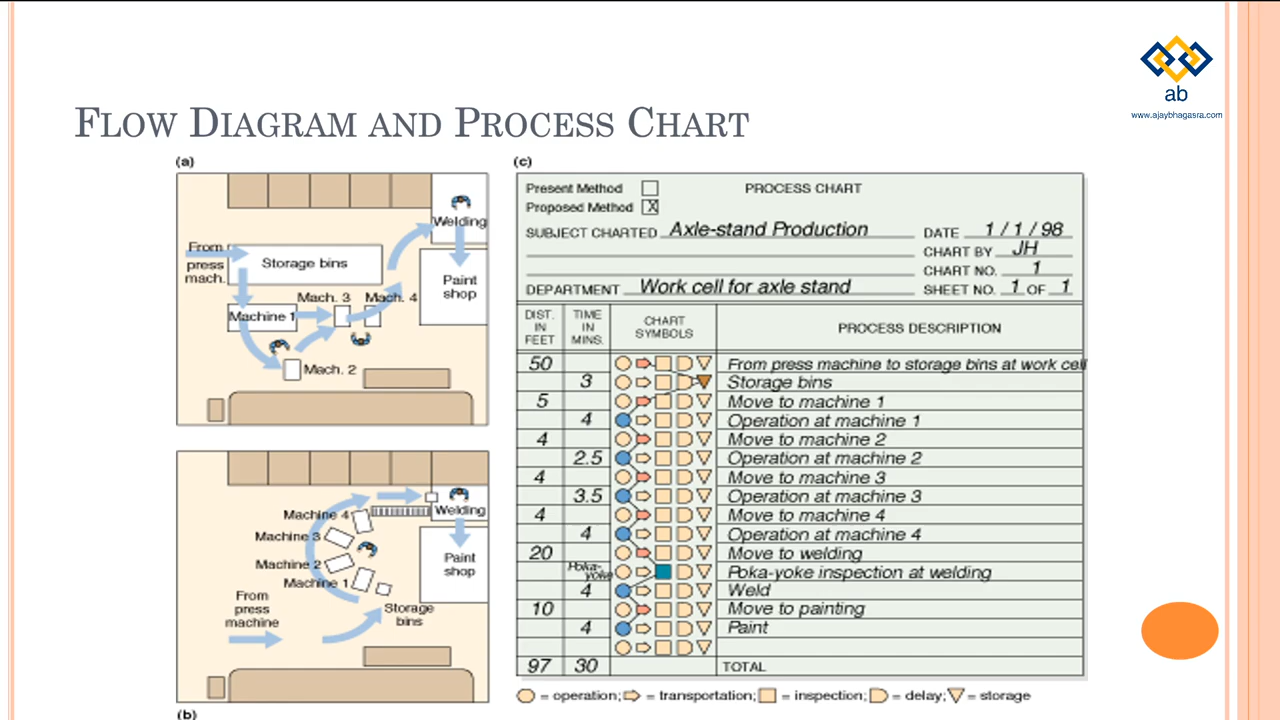 ab
www.ajaybhagasra.com
FLOW DIAGRAM AND PROCESS CHART
(a)
From
press
mach.
Storage bins
Welding
Paint
shop
Mach. 3
Mach. 4
Machine 1
Mach. 2
Machine 4
Machine 3
Machine 2
Machine 1
Welding
Paint
shop
From
press
machine
Storage
bins
(b)
(c)
Present Method
PROCESS CHART
Proposed Method X
SUBJECT CHARTED Axle-stand Production DATE 1 / 1 / 98
CHART BY JH
CHART NO. 1
DEPARTMENT Work cell for axle stand SHEET NO. 1 OF 1
DIST. IN FEET TIME IN MINS. CHART SYMBOLS PROCESS DESCRIPTION
50 From press machine to storage bins at work cell
3 Storage bins
5 Move to machine 1
4 Operation at machine 1
4 Move to machine 2
2.5 Operation at machine 2
4 Move to machine 3
3.5 Operation at machine 3
4 Move to machine 4
4 Operation at machine 4
20 Move to welding
Poka-yoke Poka-yoke inspection at welding
4 Weld
10 Move to painting
4 Paint
97 30 TOTAL
= operation; = transportation; = inspection; = delay; = storage